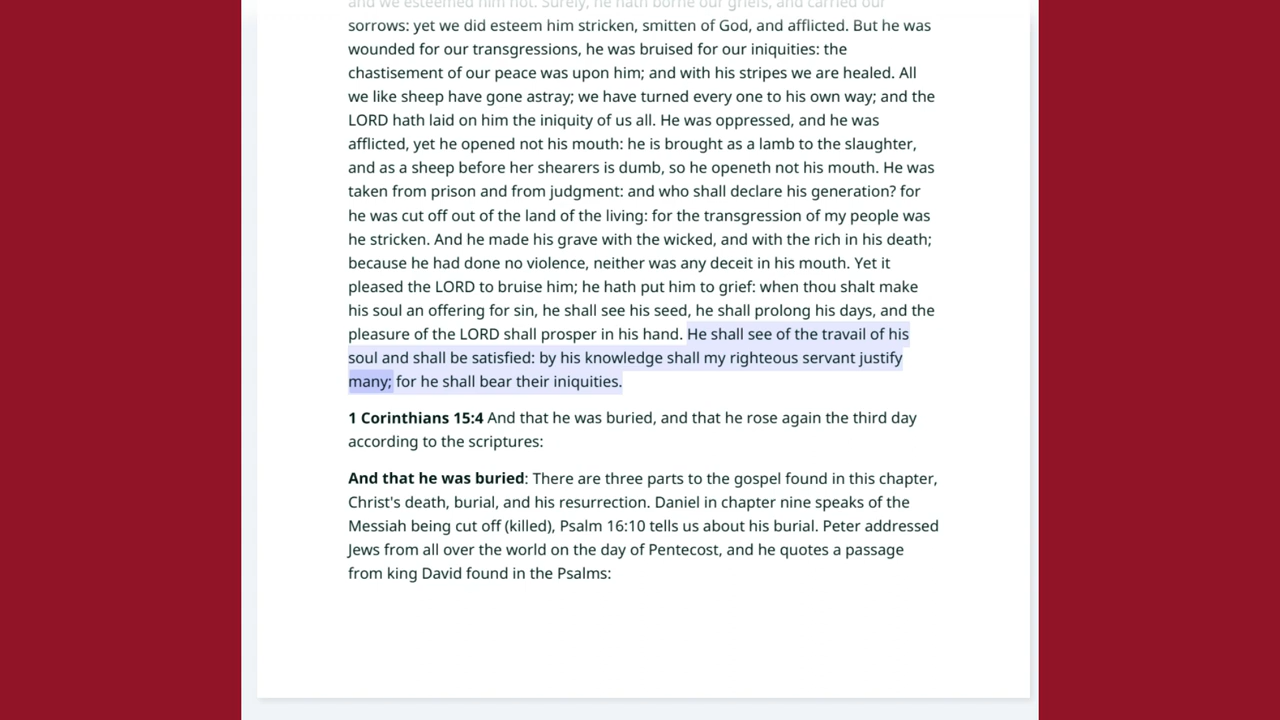 and we esteemed him not. Surely, he hath borne our griefs, and carried our
sorrows: yet we did esteem him stricken, smitten of God, and afflicted. But he was
wounded for our transgressions, he was bruised for our iniquities: the
chastisement of our peace was upon him; and with his stripes we are healed. All
we like sheep have gone astray; we have turned every one to his own way; and the
LORD hath laid on him the iniquity of us all. He was oppressed, and he was
afflicted, yet he opened not his mouth: he is brought as a lamb to the slaughter,
and as a sheep before her shearers is dumb, so he openeth not his mouth. He was
taken from prison and from judgment: and who shall declare his generation? for
he was cut off out of the land of the living: for the transgression of my people was
he stricken. And he made his grave with the wicked, and with the rich in his death;
because he had done no violence, neither was any deceit in his mouth. Yet it
pleased the LORD to bruise him; he hath put him to grief: when thou shalt make
his soul an offering for sin, he shall see his seed, he shall prolong his days, and the
pleasure of the LORD shall prosper in his hand. He shall see of the travail of his
soul and shall be satisfied: by his knowledge shall my righteous servant justify
many; for he shall bear their iniquities.
1 Corinthians 15:4 And that he was buried, and that he rose again the third day
according to the scriptures:
And that he was buried: There are three parts to the gospel found in this chapter,
Christ's death, burial, and his resurrection. Daniel in chapter nine speaks of the
Messiah being cut off (killed), Psalm 16:10 tells us about his burial. Peter addressed
Jews from all over the world on the day of Pentecost, and he quotes a passage
from king David found in the Psalms: